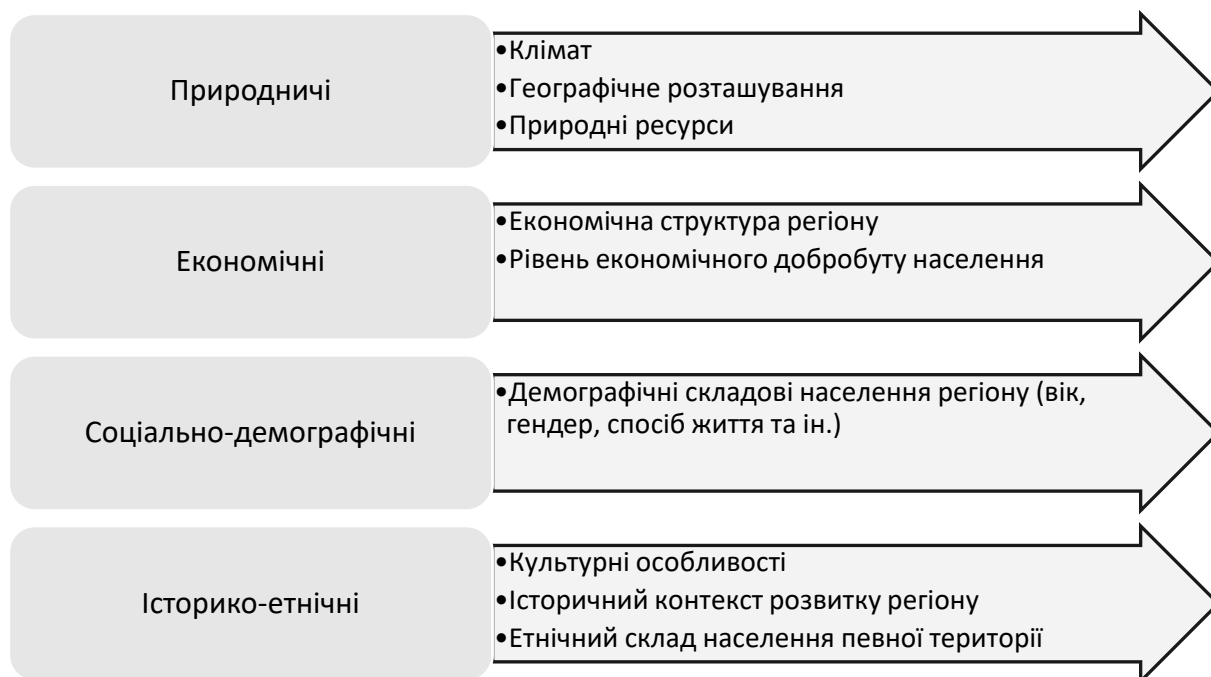 Природничі
•Клімат
•Географічне розташування
•Природні ресурси
Економічні
•Економічна структура регіону
•Рівень економічного добробуту населення
Соціально-демографічні
•Демографічні складові населення регіону (вік,
гендер, спосіб життя та ін.)
Історико-етнічні
•Культурні особливості
•Історичний контекст розвитку регіону
•Етнічний склад населення певної території